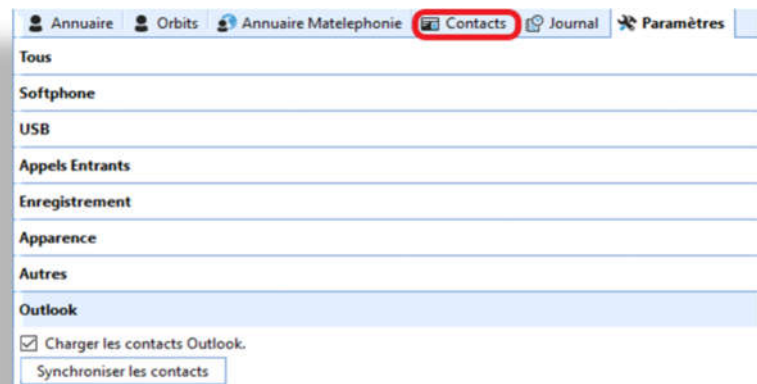 Annuaire Orbits Annuaire Matelephonie Contacts Journal Paramètres
Tous
Softphone
USB
Appels Entrants
Enregistrement
Apparence
Autres
Outlook
Charger les contacts Outlook.
Synchroniser les contacts